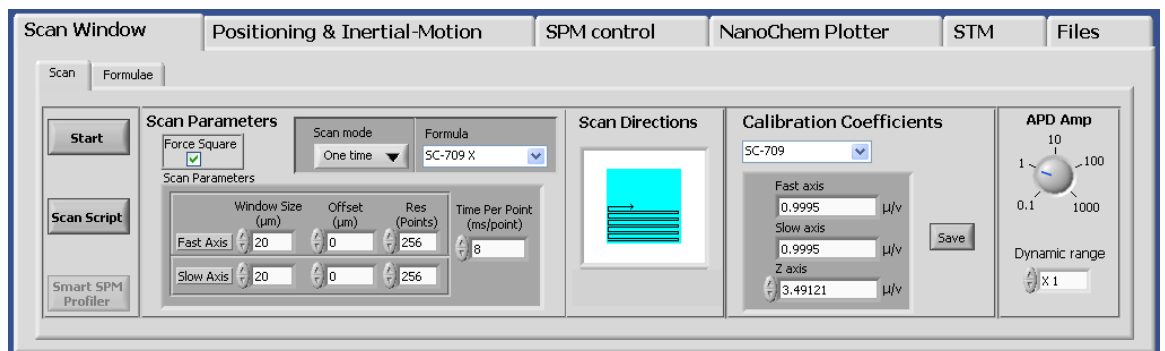 Scan Window Positioning & Inertial-Motion SPM control NanoChem Plotter STM Files
Scan Formulae
Start
Scan Script
Smart SPM
Profiler
Scan Parameters
Force Square
Scan mode
One time
Formula
SC-709 X
Scan Parameters
Window Size
(µm)
Offset
(µm)
Res
(Points)
Time Per Point
(ms/point)
Fast Axis 20 0 256
8
Slow Axis 20 0 256
Scan Directions
Calibration Coefficients
SC-709
Fast axis
0.9995 µ/v
Slow axis
0.9995 µ/v
Z axis
3.49121 µ/v
Save
APD Amp
10
1 100
0.1 1000
Dynamic range
X 1